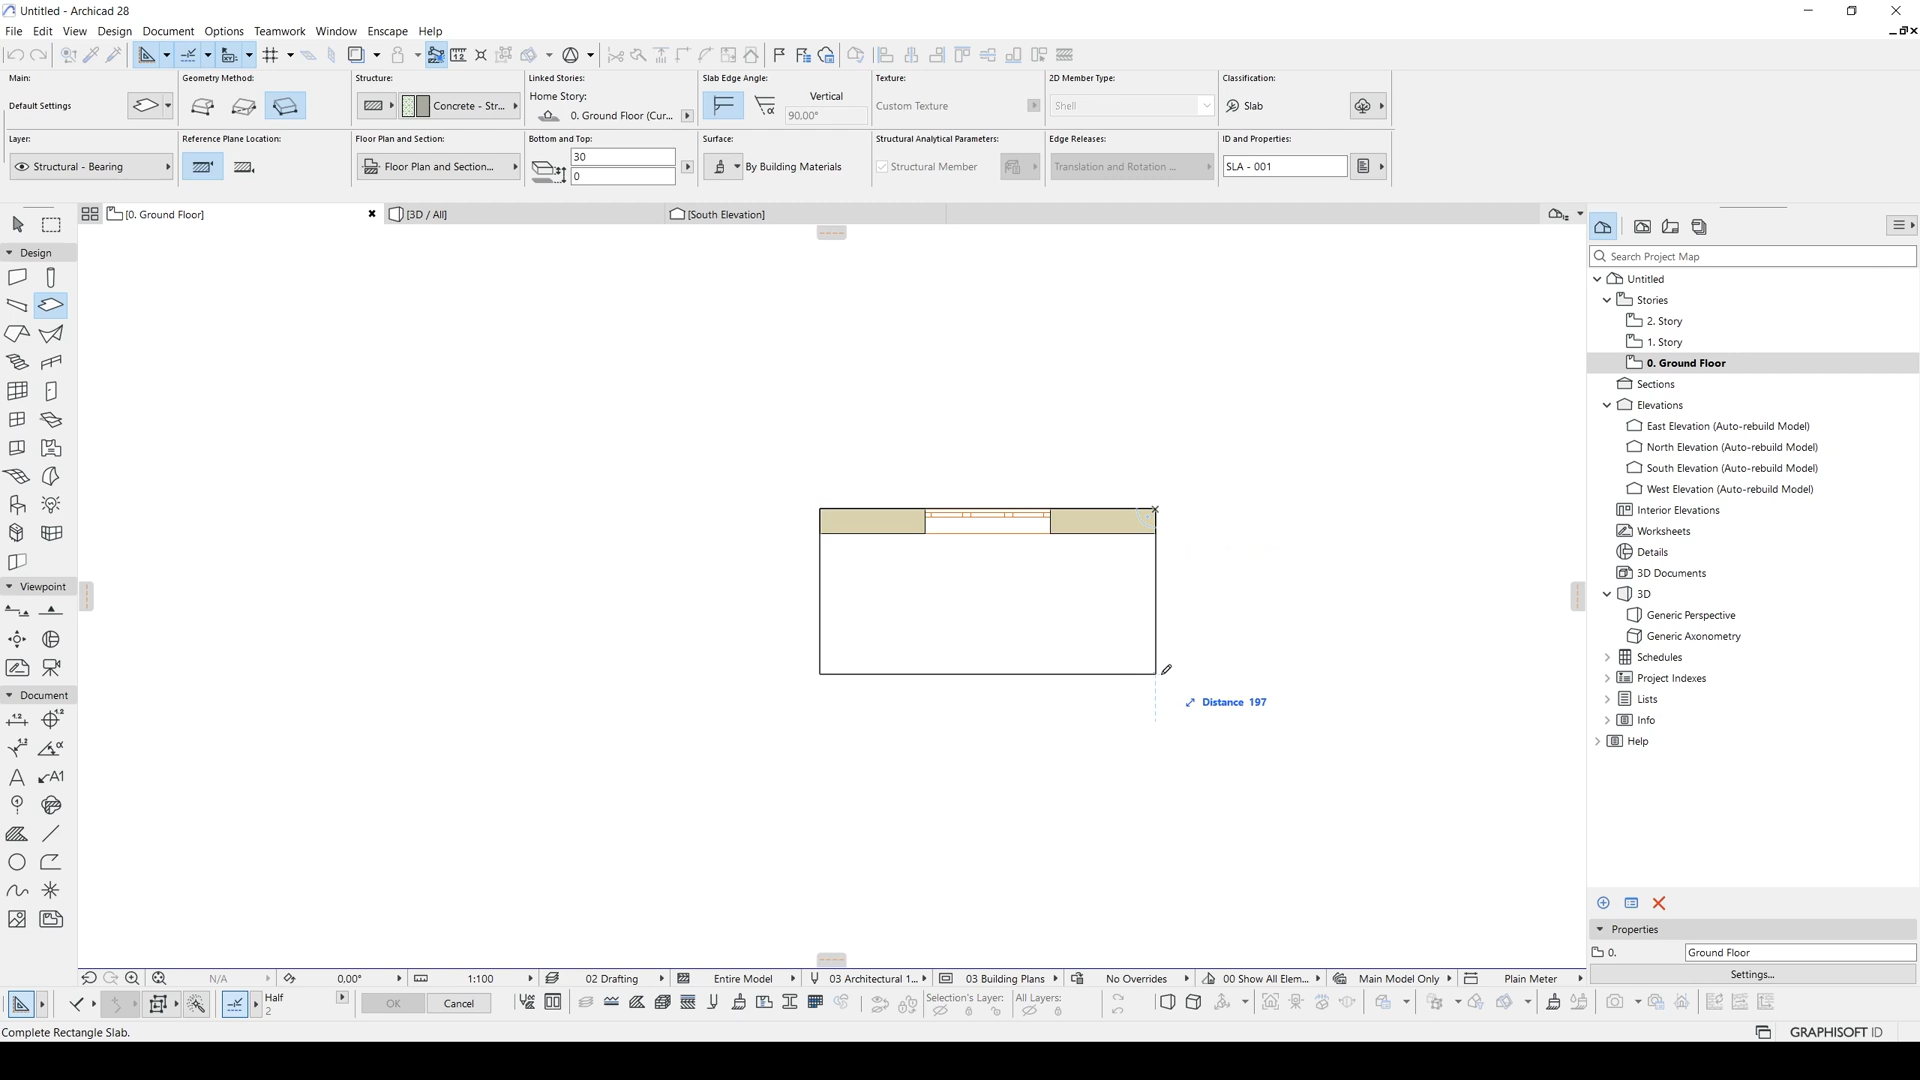 Untitled - Archicad 28
File Edit View Design Document Options Teamwork Window Enscape Help
Main:
Geometry Method:
Structure:
Linked Stories:
Slab Edge Angle:
Texture:
2D Member Type:
Classification:
Default Settings
Concrete - Str...
Home Story:
0. Ground Floor (Cur...
Vertical
90,00°
Custom Texture
Shell
Slab
Layer:
Reference Plane Location:
Floor Plan and Section:
Bottom and Top:
Surface:
Structural Analytical Parameters:
Edge Releases:
ID and Properties:
Structural - Bearing
Floor Plan and Section...
30
0
By Building Materials
Structural Member
Translation and Rotation ...
SLA - 001
[0. Ground Floor]
[3D / All]
[South Elevation]
Design
Viewpoint
Document
1.2
1.2
1.2
A1
Distance 197
Search Project Map
Untitled
Stories
2. Story
1. Story
0. Ground Floor
Sections
Elevations
East Elevation (Auto-rebuild Model)
North Elevation (Auto-rebuild Model)
South Elevation (Auto-rebuild Model)
West Elevation (Auto-rebuild Model)
Interior Elevations
Worksheets
Details
3D Documents
3D
Generic Perspective
Generic Axonometry
Schedules
Project Indexes
Lists
Info
Help
Properties
0.
Ground Floor
Settings...
N/A
0.00°
1:100
02 Drafting
Entire Model
03 Architectural 1...
03 Building Plans
No Overrides
00 Show All Elem...
Main Model Only
Plain Meter
Half
2
OK
Cancel
Selection's Layer:
All Layers:
Complete Rectangle Slab.
GRAPHISOFT ID